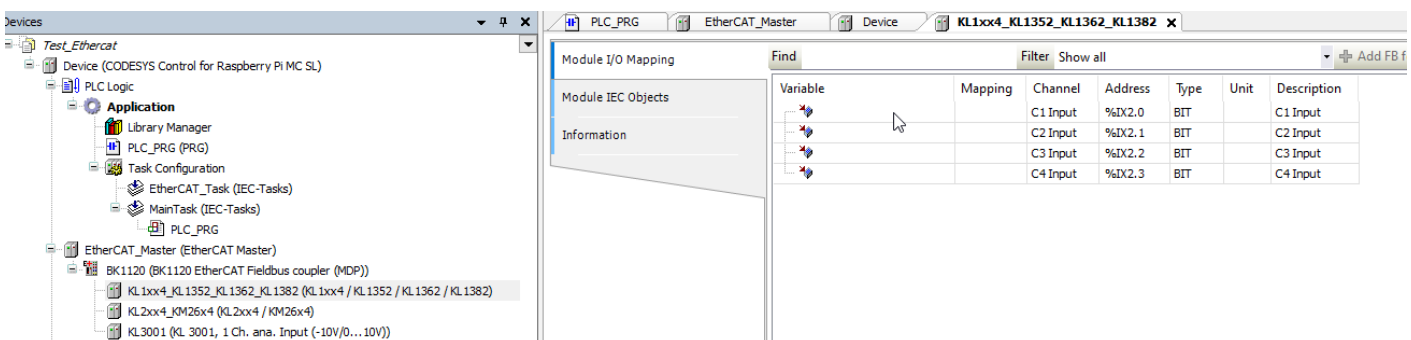 Devices
Test_Ethercat
Device (CODESYS Control for Raspberry Pi MC SL)
PLC Logic
Application
Library Manager
PLC_PRG (PRG)
Task Configuration
EtherCAT_Task (IEC-Tasks)
MainTask (IEC-Tasks)
PLC_PRG
EtherCAT_Master (EtherCAT Master)
BK1120 (BK1120 EtherCAT Fieldbus coupler (MDP))
KL1xx4_KL1352_KL1362_KL1382 (KL1xx4 / KL1352 / KL1362 / KL1382)
KL2xx4_KM26x4 (KL2xx4 / KM26x4)
KL3001 (KL 3001, 1 Ch. ana. Input (-10V/0...10V))
PLC_PRG EtherCAT_Master Device KL1xx4_KL1352_KL1362_KL1382
Module I/O Mapping
Module IEC Objects
Information
Find Filter Show all Add FB f
Variable Mapping Channel Address Type Unit Description
C1 Input %IX2.0 BIT C1 Input
C2 Input %IX2.1 BIT C2 Input
C3 Input %IX2.2 BIT C3 Input
C4 Input %IX2.3 BIT C4 Input